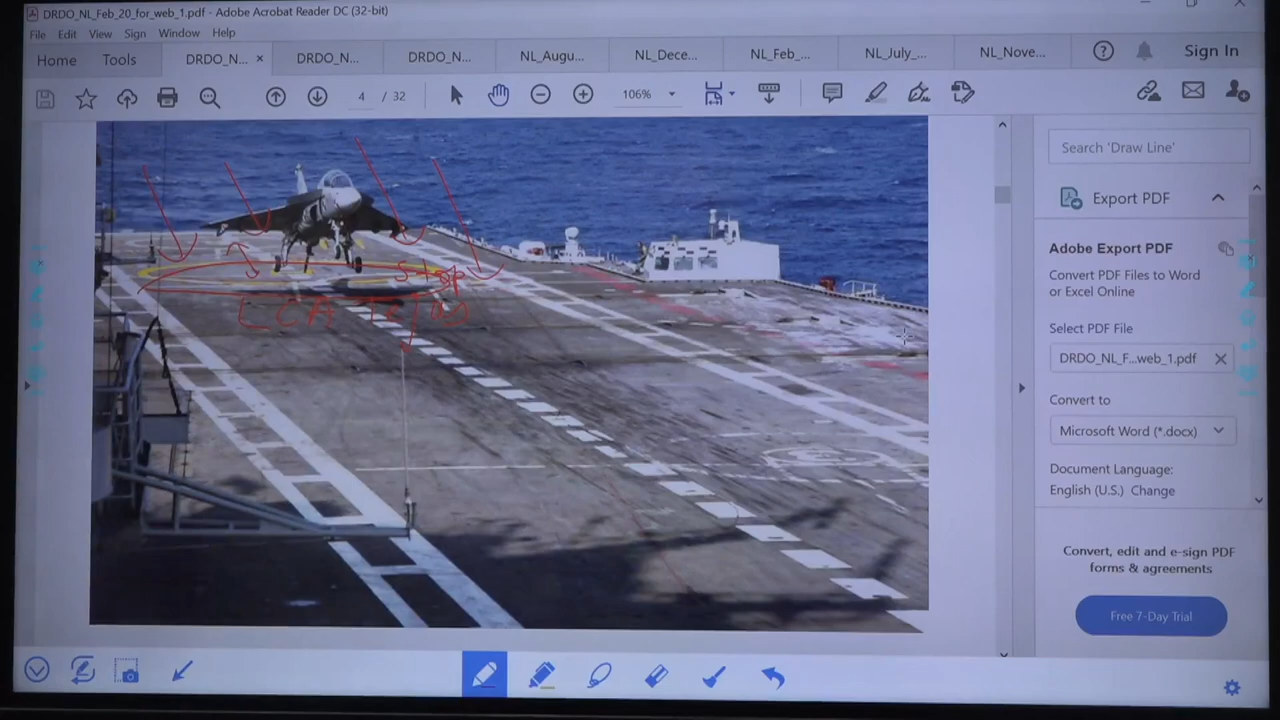 DRDO_NL_Feb_20_for_web_1.pdf - Adobe Acrobat Reader DC (32-bit)
File Edit View Sign Window Help
Home Tools DRDO_N... × DRDO_N... DRDO_N... NL_Augu... NL_Dece... NL_Feb_... NL_July_... NL_Nove... Sign In
4 / 32 106%
Search 'Draw Line'
Export PDF
Adobe Export PDF
Convert PDF Files to Word
or Excel Online
Select PDF File
DRDO_NL_F...web_1.pdf
Convert to
Microsoft Word (*.docx)
Document Language:
English (U.S.) Change
Convert, edit and e-sign PDF
forms & agreements
Free 7-Day Trial
Stop
LCA